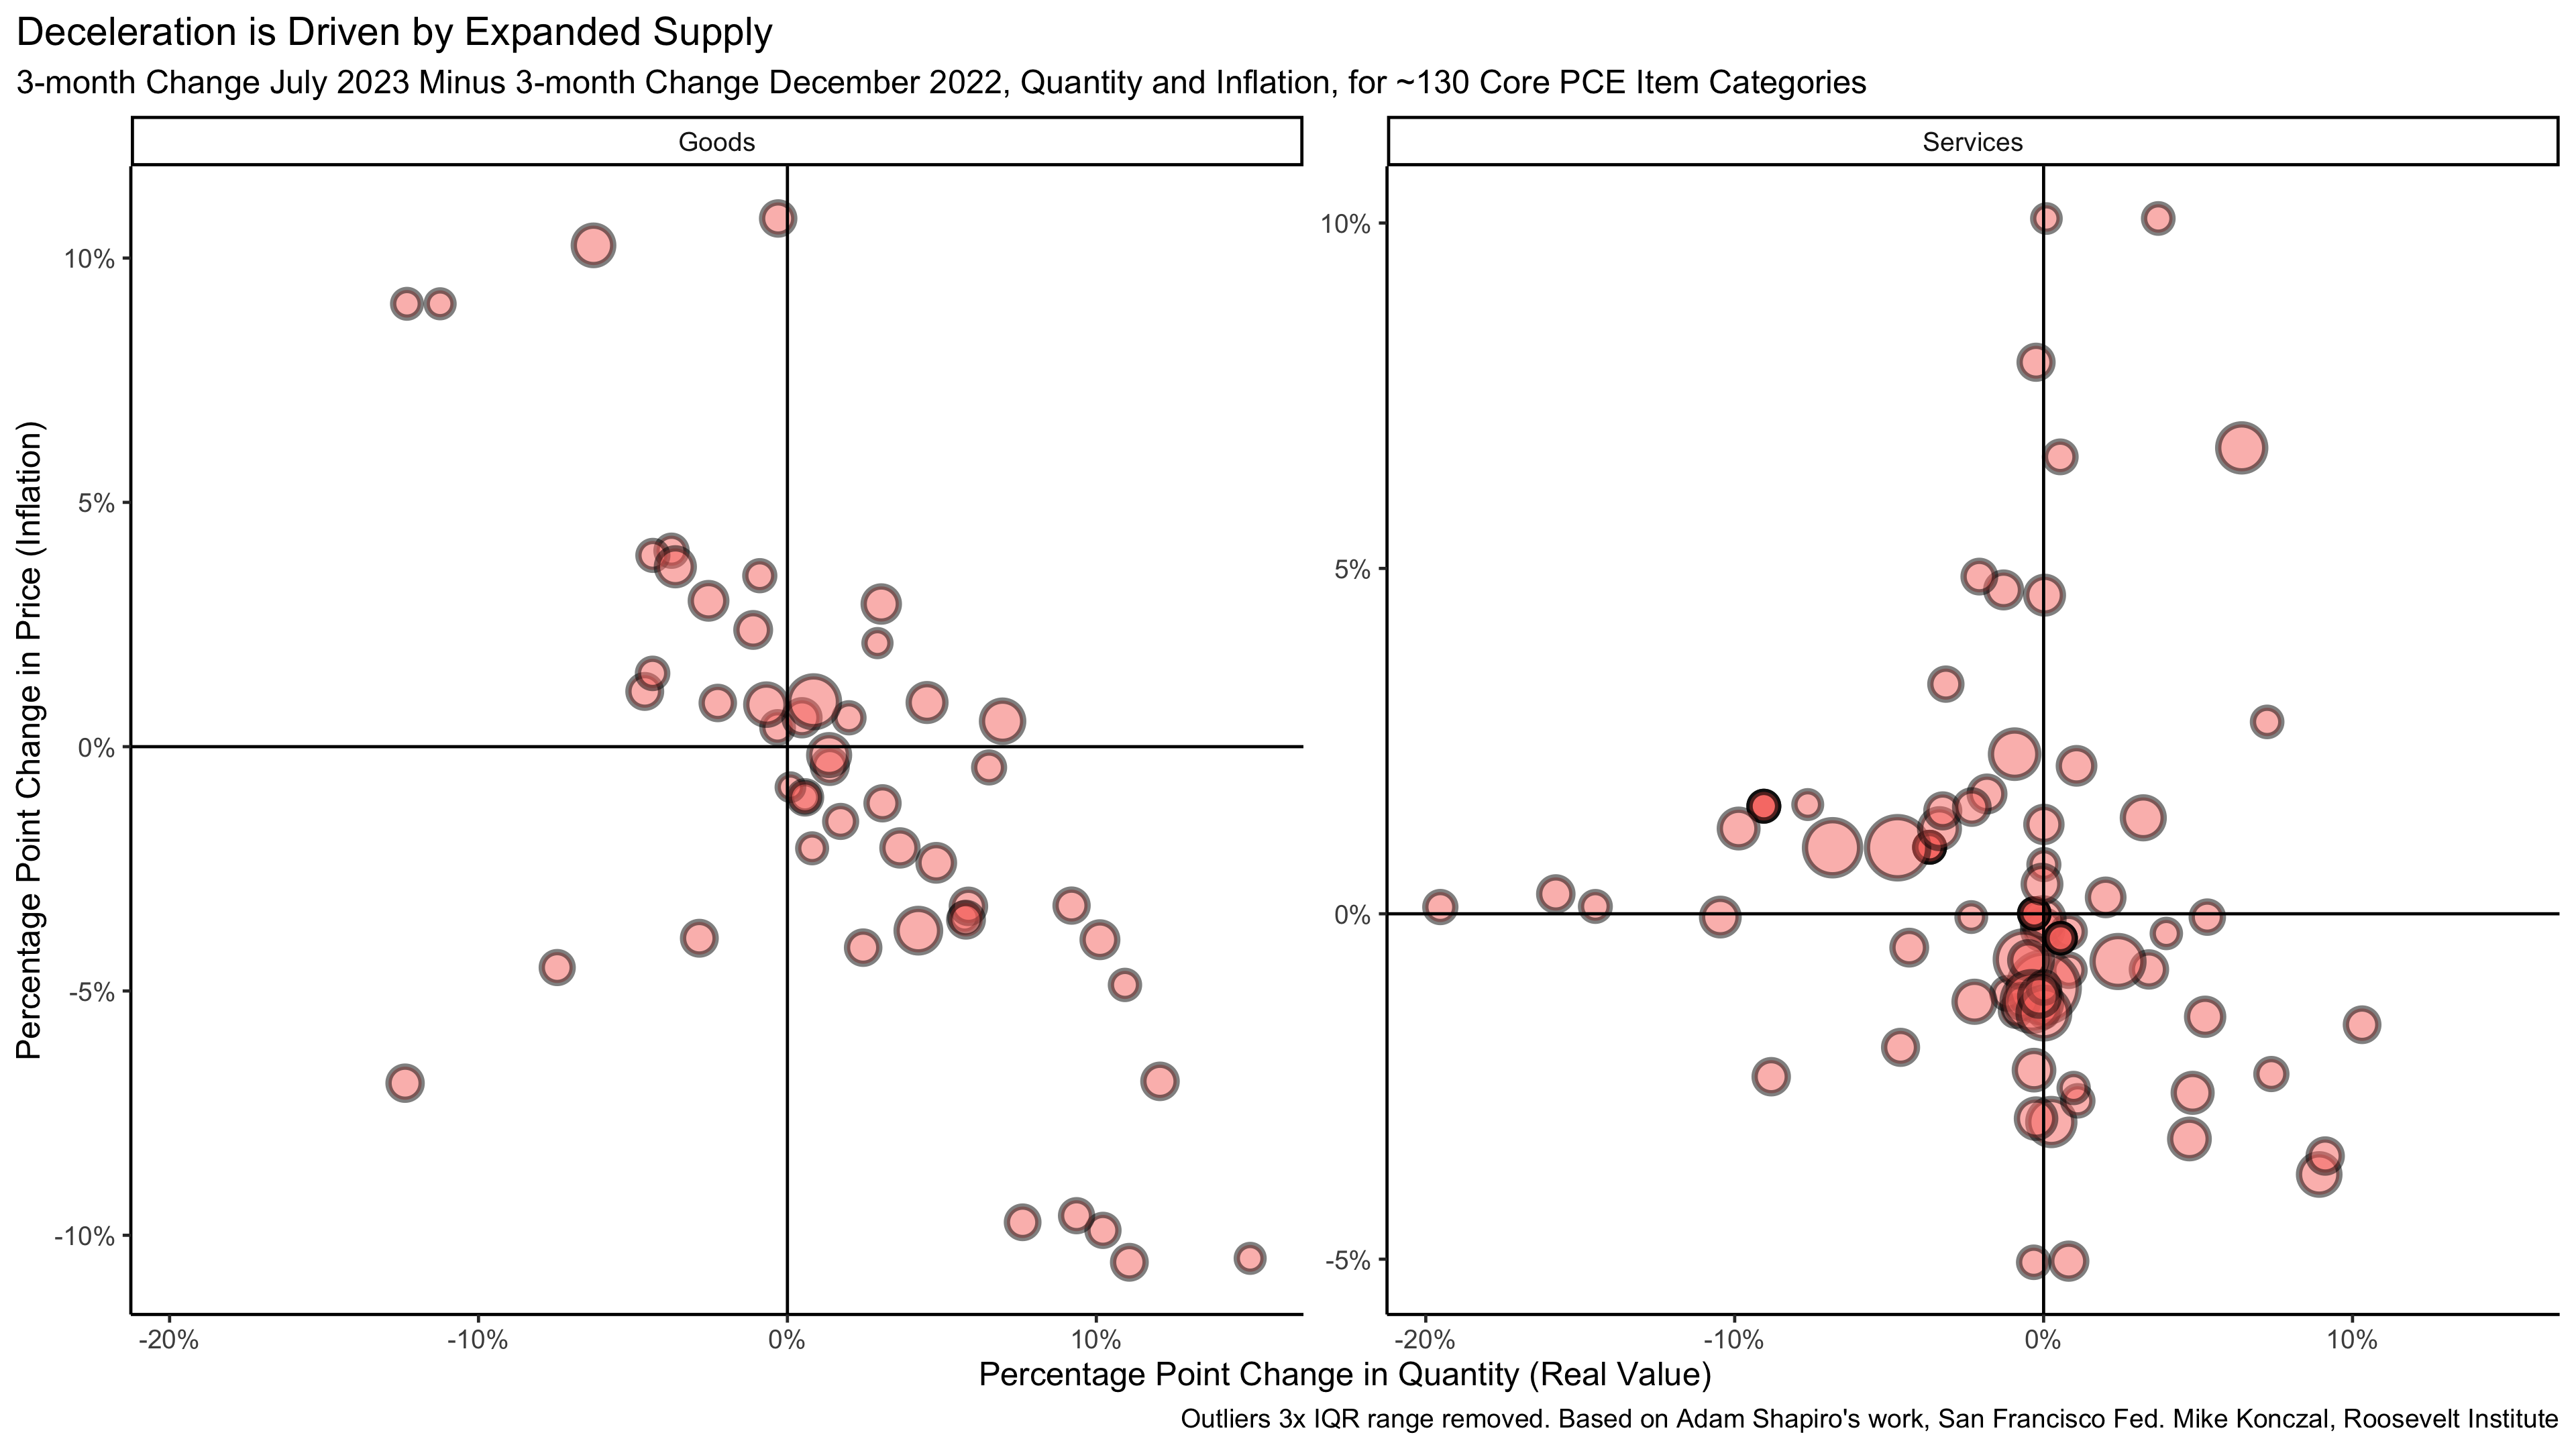 Deceleration is Driven by Expanded Supply
3-month Change July 2023 Minus 3-month Change December 2022, Quantity and Inflation, for ~130 Core PCE Item Categories
Goods
Services
Percentage Point Change in Price (Inflation)
10%
5%
0%
-5%
-10%
10%
5%
0%
-5%
-20%
-10%
0%
10%
-20%
-10%
0%
10%
Percentage Point Change in Quantity (Real Value)
Outliers 3x IQR range removed. Based on Adam Shapiro's work, San Francisco Fed. Mike Konczal, Roosevelt Institute